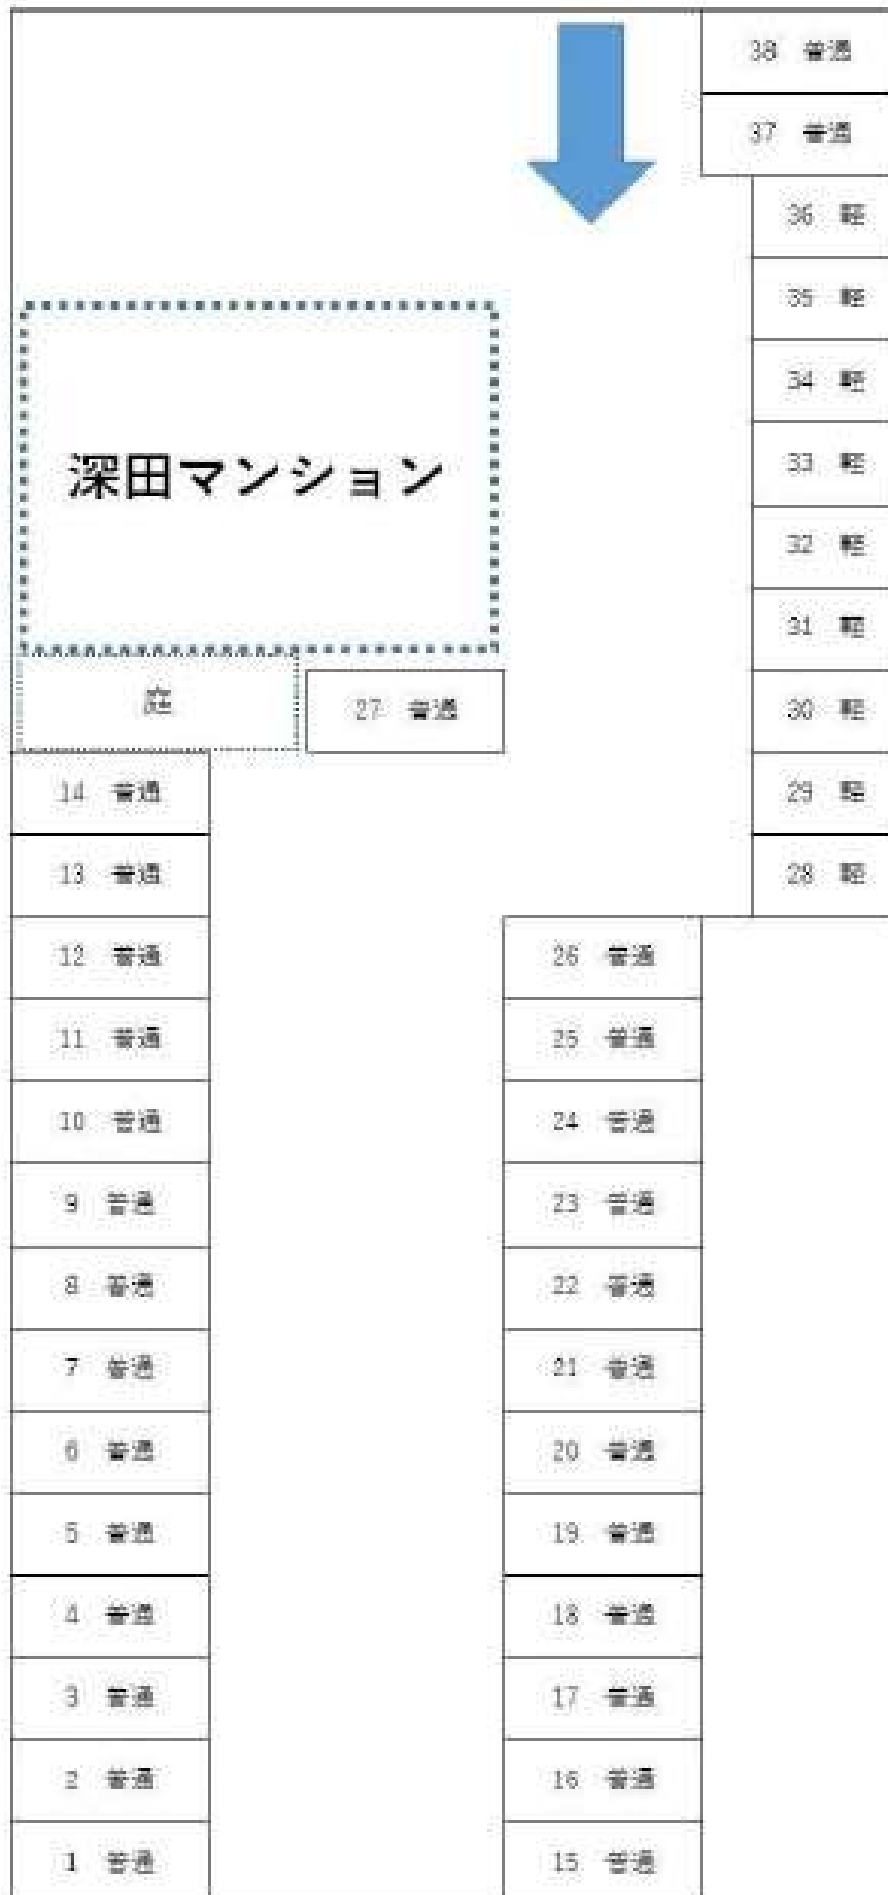 38 普通
37 普通
36 軽
35 軽
34 軽
33 軽
深田マンション
32 軽
31 軽
庭
27 普通
30 軽
14 普通
29 軽
13 普通
28 軽
12 普通
26 普通
11 普通
25 普通
10 普通
24 普通
9 普通
23 普通
8 普通
22 普通
7 普通
21 普通
6 普通
20 普通
5 普通
19 普通
4 普通
18 普通
3 普通
17 普通
2 普通
16 普通
1 普通
15 普通